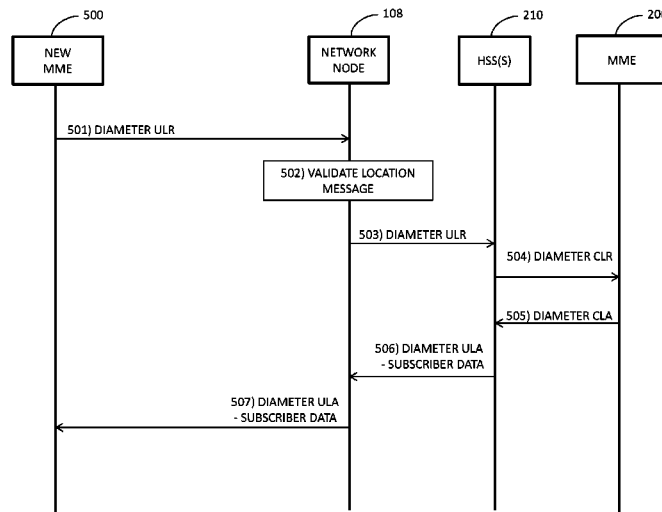 500
108
210
NEW
MME
NETWORK
NODE
HSS(S)
MME
501) DIAMETER ULR
502) VALIDATE LOCATION
MESSAGE
503) DIAMETER ULR
504) DIAMETER CLR
505) DIAMETER CLA
506) DIAMETER ULA
- SUBSCRIBER DATA
507) DIAMETER ULA
- SUBSCRIBER DATA